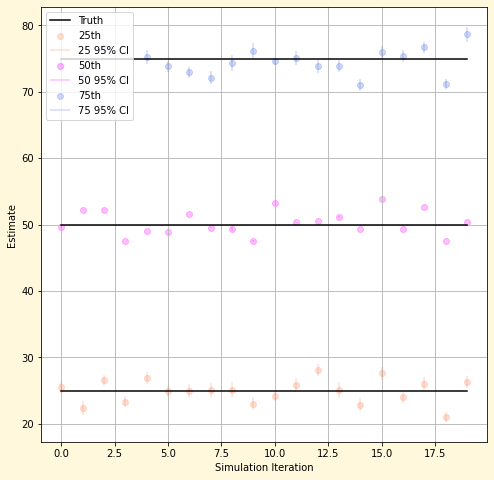 Truth
25th
25 95% CI
50th
50 95% CI
75th
75 95% CI
80
70
60
50
40
30
20
Estimate
0.0 2.5 5.0 7.5 10.0 12.5 15.0 17.5
Simulation Iteration